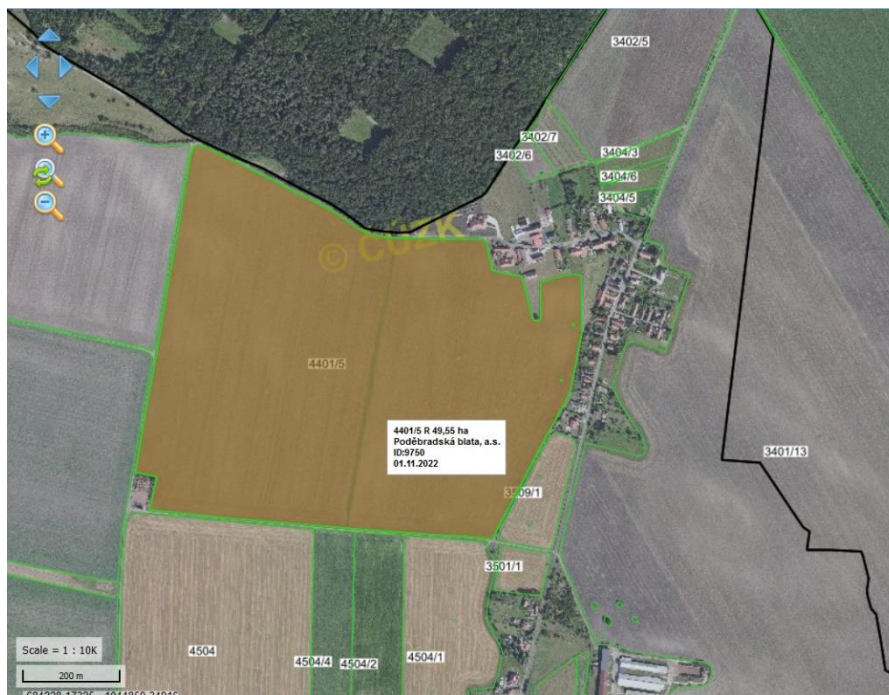 3402/5
3402/7
3402/6
3404/3
3404/6
3404/5
© ČÚZK
4401/5
4401/5 R 49,55 ha
Poděbradská blata, a.s.
ID:9750
01.11.2022
3401/13
3509/1
3501/1
4504
4504/4
4504/2
4504/1
Scale = 1 : 10K
200 m